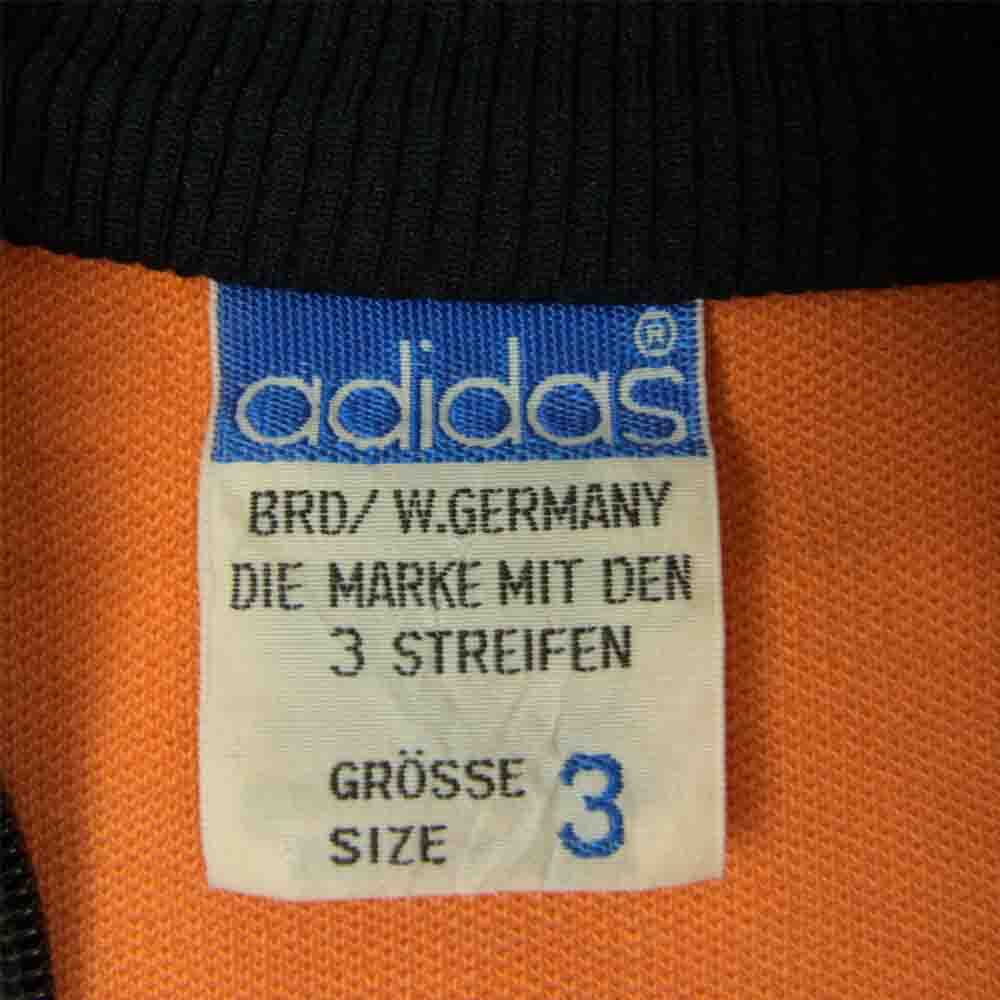 adidas®
BRD/ W.GERMANY
DIE MARKE MIT DEN
3 STREIFEN
GRÖSSE
SIZE 3